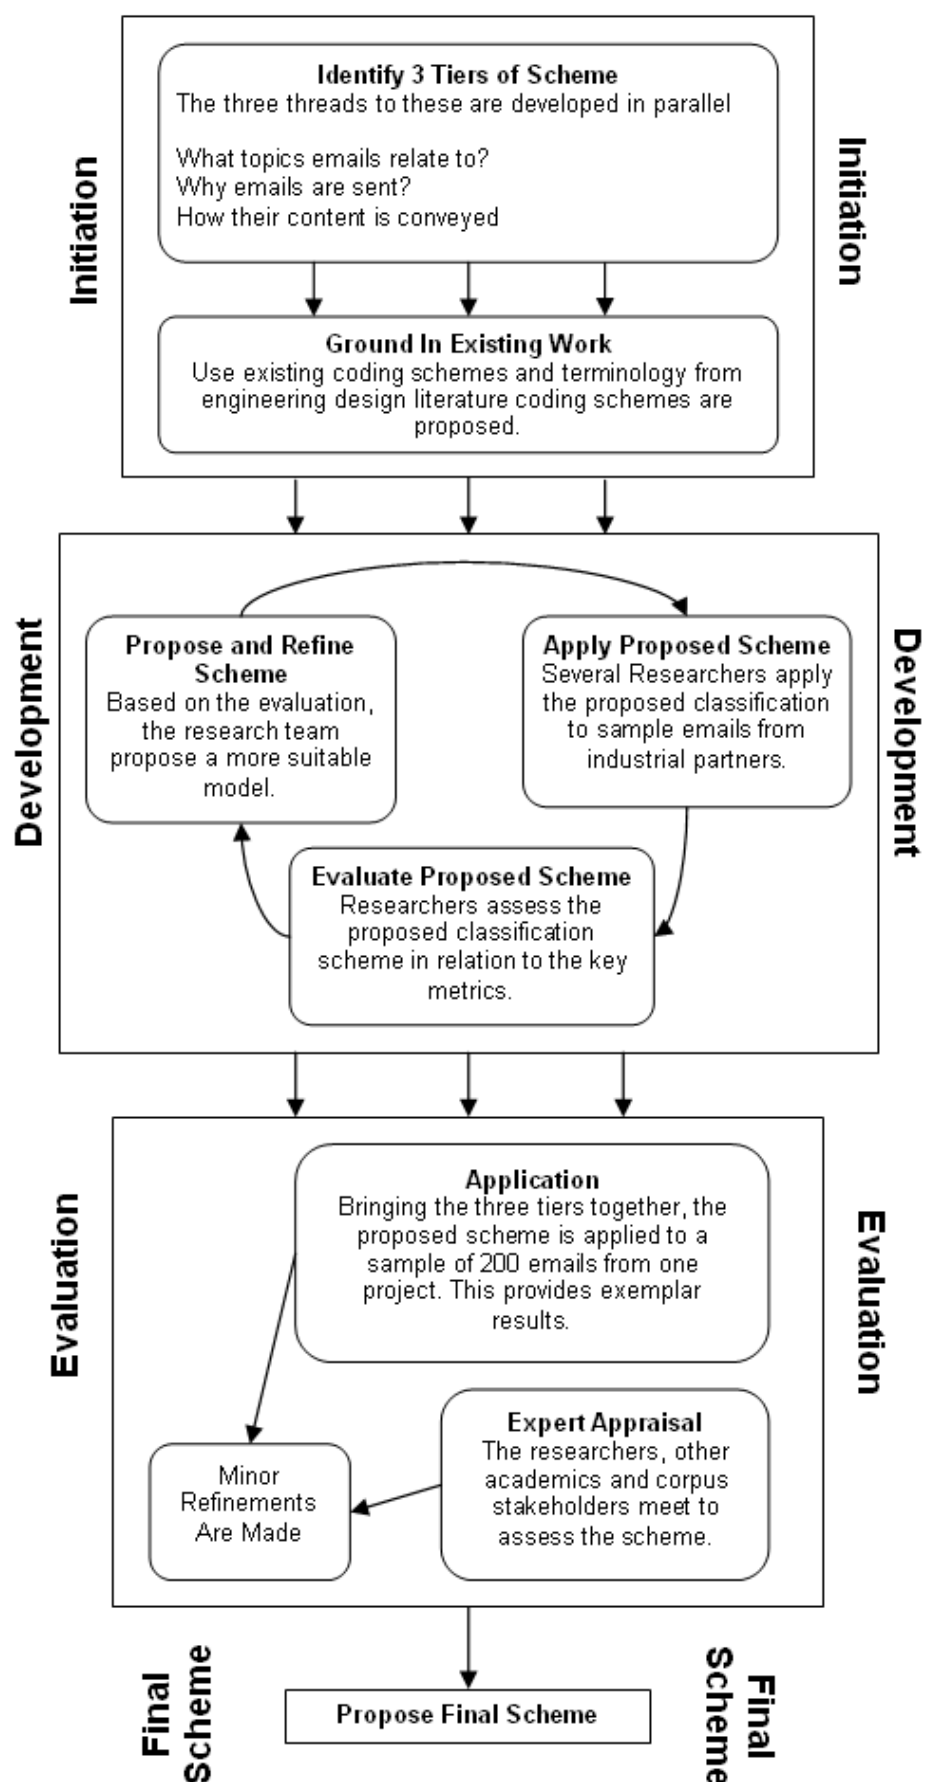 Initiation
Initiation
Identify 3 Tiers of Scheme
The three threads to these are developed in parallel
What topics emails relate to?
Why emails are sent?
How their content is conveyed
Ground In Existing Work
Use existing coding schemes and terminology from
engineering design literature coding schemes are
proposed.
Development
Development
Propose and Refine
Scheme
Based on the evaluation,
the research team
propose a more suitable
model.
Apply Proposed Scheme
Several Researchers apply
the proposed classification
to sample emails from
industrial partners.
Evaluate Proposed Scheme
Researchers assess the
proposed classification
scheme in relation to the key
metrics.
Evaluation
Evaluation
Application
Bringing the three tiers together, the
proposed scheme is applied to a
sample of 200 emails from one
project. This provides exemplar
results.
Expert Appraisal
The researchers, other
academics and corpus
stakeholders meet to
assess the scheme.
Minor
Refinements
Are Made
Final
Scheme
Final
Scheme
Propose Final Scheme